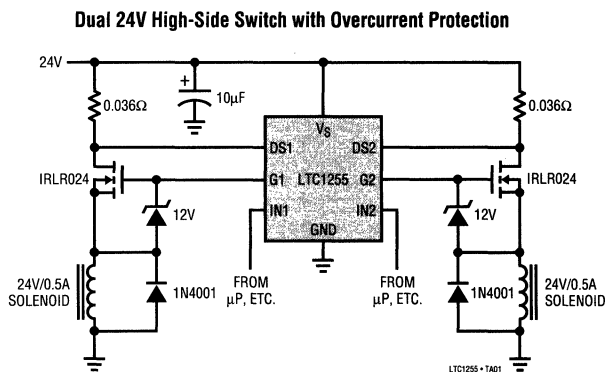 Dual 24V High-Side Switch with Overcurrent Protection
24V
0.036Ω
+
10µF
0.036Ω
VS
DS1
DS2
IRLR024
G1
LTC1255
G2
IRLR024
12V
IN1
IN2
12V
GND
24V/0.5A
SOLENOID
1N4001
FROM
µP, ETC.
FROM
µP, ETC.
1N4001
24V/0.5A
SOLENOID
LTC1255 • TA01